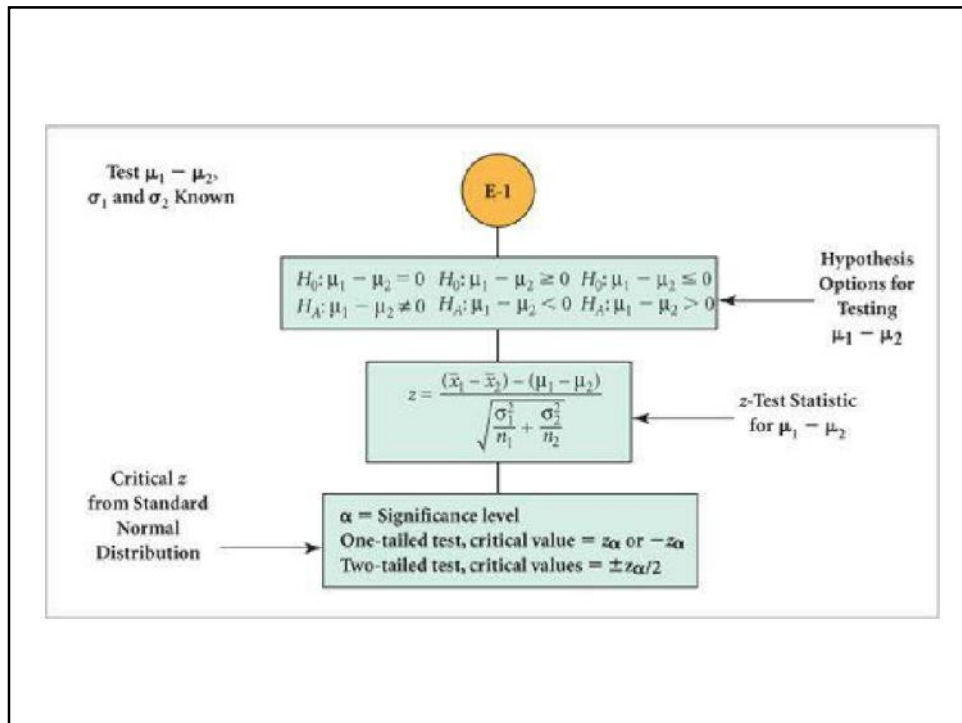 Test μ₁ − μ₂,
σ₁ and σ₂ Known
E-1
H₀: μ₁ − μ₂ = 0 H₀: μ₁ − μ₂ ≥ 0 H₀: μ₁ − μ₂ ≤ 0
H_A: μ₁ − μ₂ ≠ 0 H_A: μ₁ − μ₂ < 0 H_A: μ₁ − μ₂ > 0
Hypothesis
Options for
Testing
μ₁ − μ₂
z = ((x̄₁ − x̄₂) − (μ₁ − μ₂)) / √(σ₁²/n₁ + σ₂²/n₂)
z-Test Statistic
for μ₁ − μ₂
Critical z
from Standard
Normal
Distribution
α = Significance level
One-tailed test, critical value = zα or −zα
Two-tailed test, critical values = ±zα/2